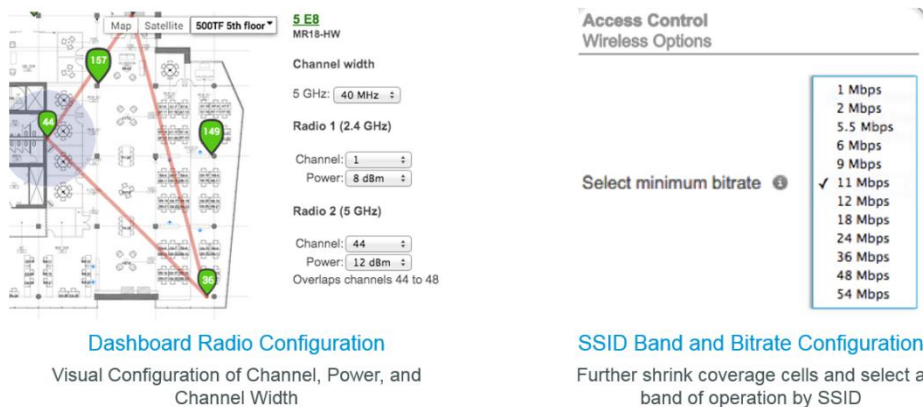 Map
Satellite
500TF 5th floor
157
44
149
36
5 E8
MR18-HW
Channel width
5 GHz: 40 MHz
Radio 1 (2.4 GHz)
Channel: 1
Power: 8 dBm
Radio 2 (5 GHz)
Channel: 44
Power: 12 dBm
Overlaps channels 44 to 48
Dashboard Radio Configuration
Visual Configuration of Channel, Power, and
Channel Width
Access Control
Wireless Options
Select minimum bitrate
1 Mbps
2 Mbps
5.5 Mbps
6 Mbps
9 Mbps
✓ 11 Mbps
12 Mbps
18 Mbps
24 Mbps
36 Mbps
48 Mbps
54 Mbps
SSID Band and Bitrate Configuration
Further shrink coverage cells and select a
band of operation by SSID